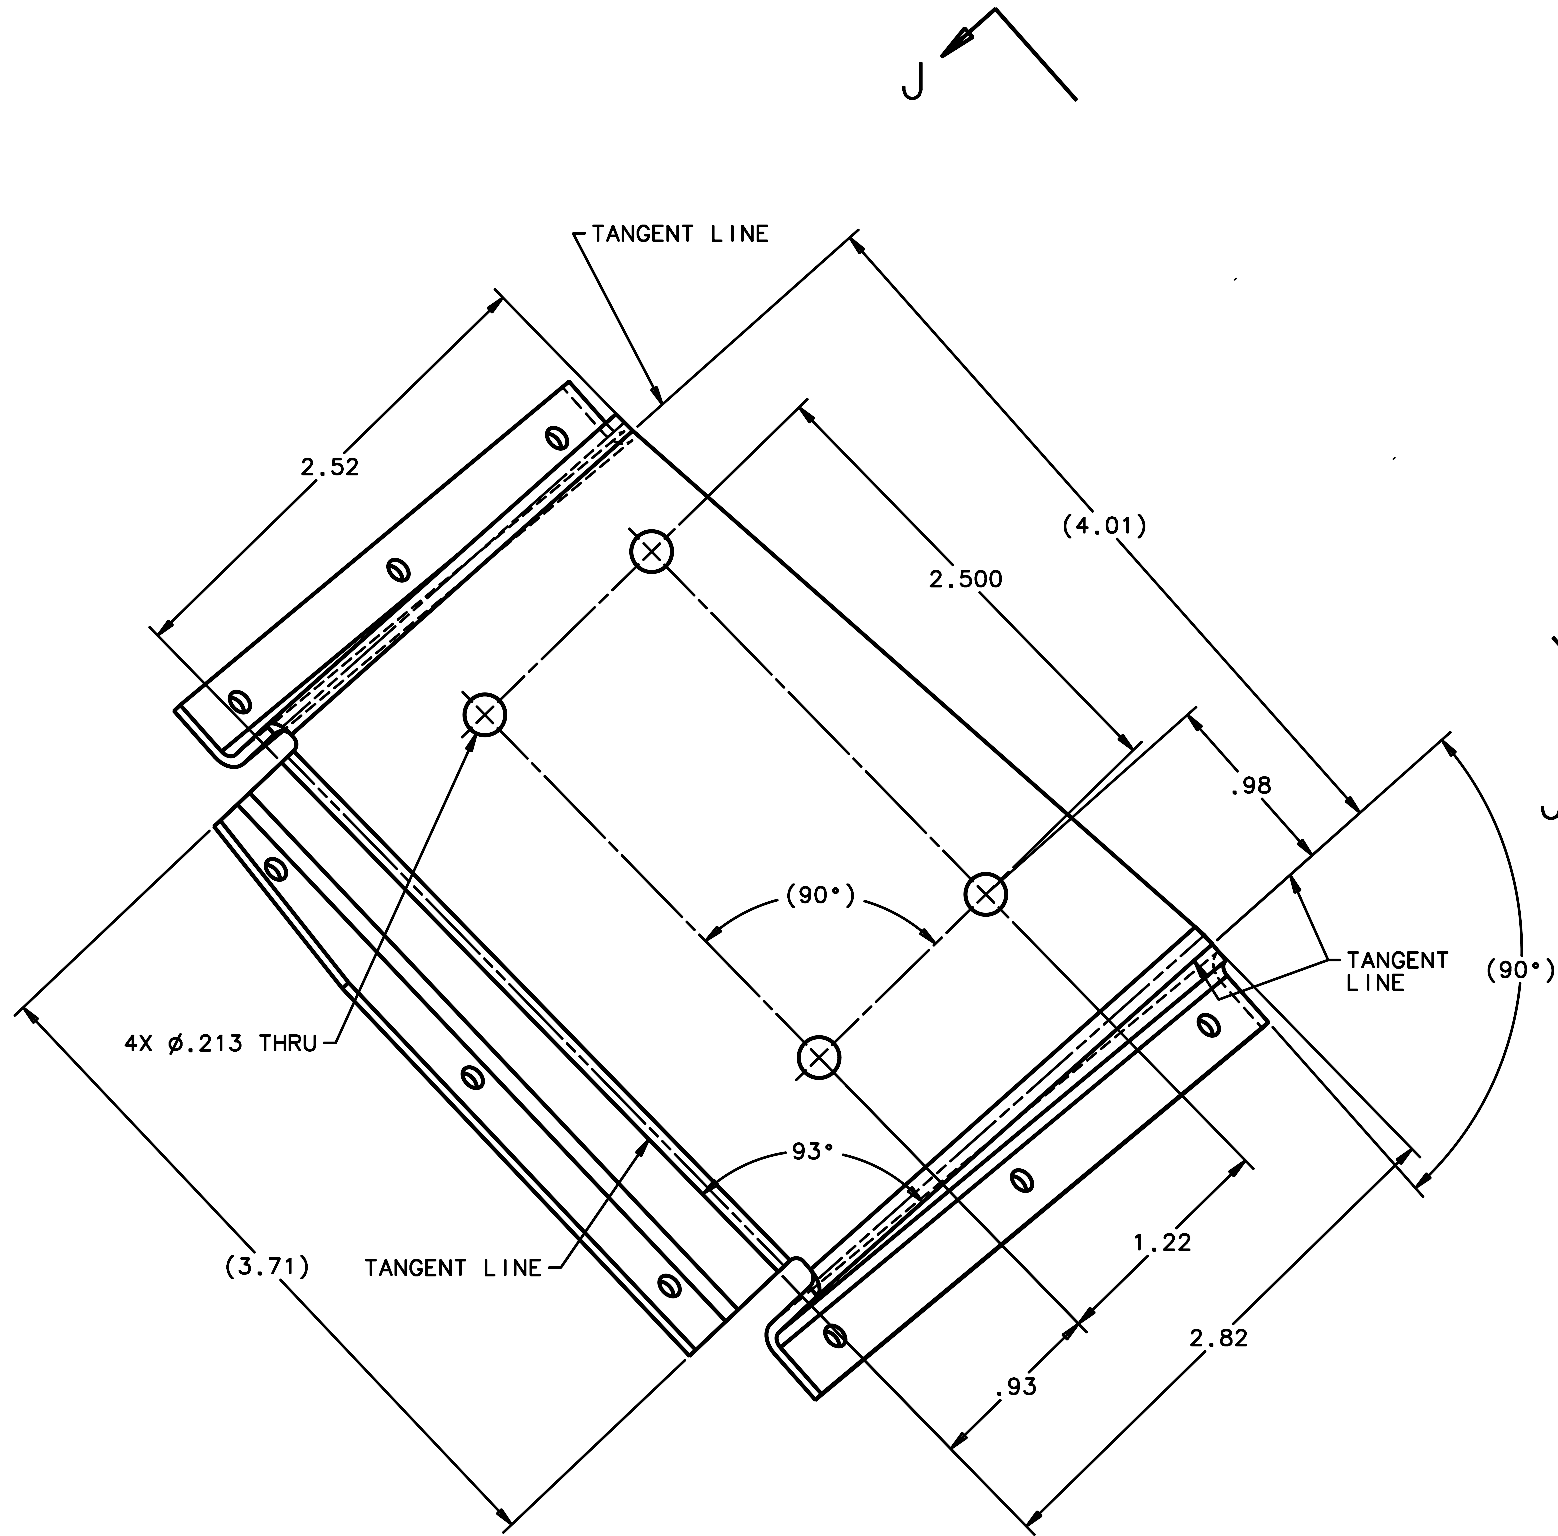 J
TANGENT LINE
2.52
(4.01)
2.500
.98
(90°)
TANGENT
LINE
(90°)
4X Ø.213 THRU
93°
1.22
(3.71)
TANGENT LINE
2.82
.93